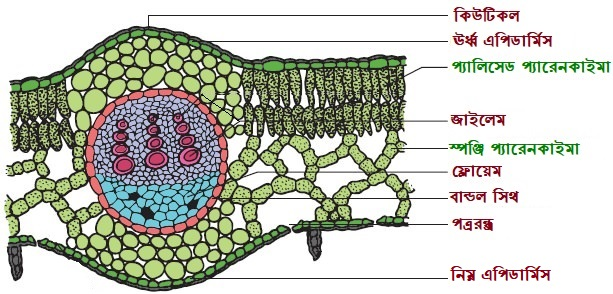 কিউটিকল
ঊর্ধ্ব এপিডার্মিস
প্যালিসেড প্যারেনকাইমা
জাইলেম
স্পঞ্জি প্যারেনকাইমা
ফ্লোয়েম
বান্ডল সিথ
পত্ররন্ধ্র
নিম্ন এপিডার্মিস